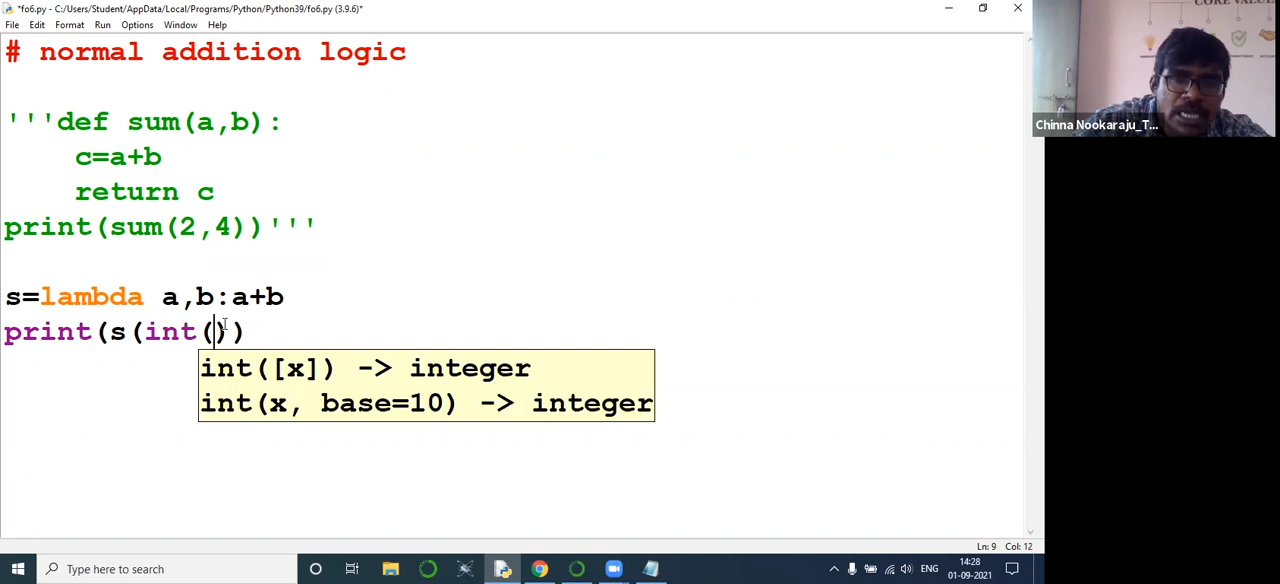 *fo6.py - C:/Users/Student/AppData/Local/Programs/Python/Python39/fo6.py (3.9.6)*
File Edit Format Run Options Window Help
# normal addition logic
'''def sum(a,b):
c=a+b
return c
print(sum(2,4))'''
s=lambda a,b:a+b
print(s(int())
int([x]) -> integer
int(x, base=10) -> integer
CORE VALUES
Chinna Nookaraju_T...
Ln: 9 Col: 12
Type here to search
ENG
14:28
01-09-2021